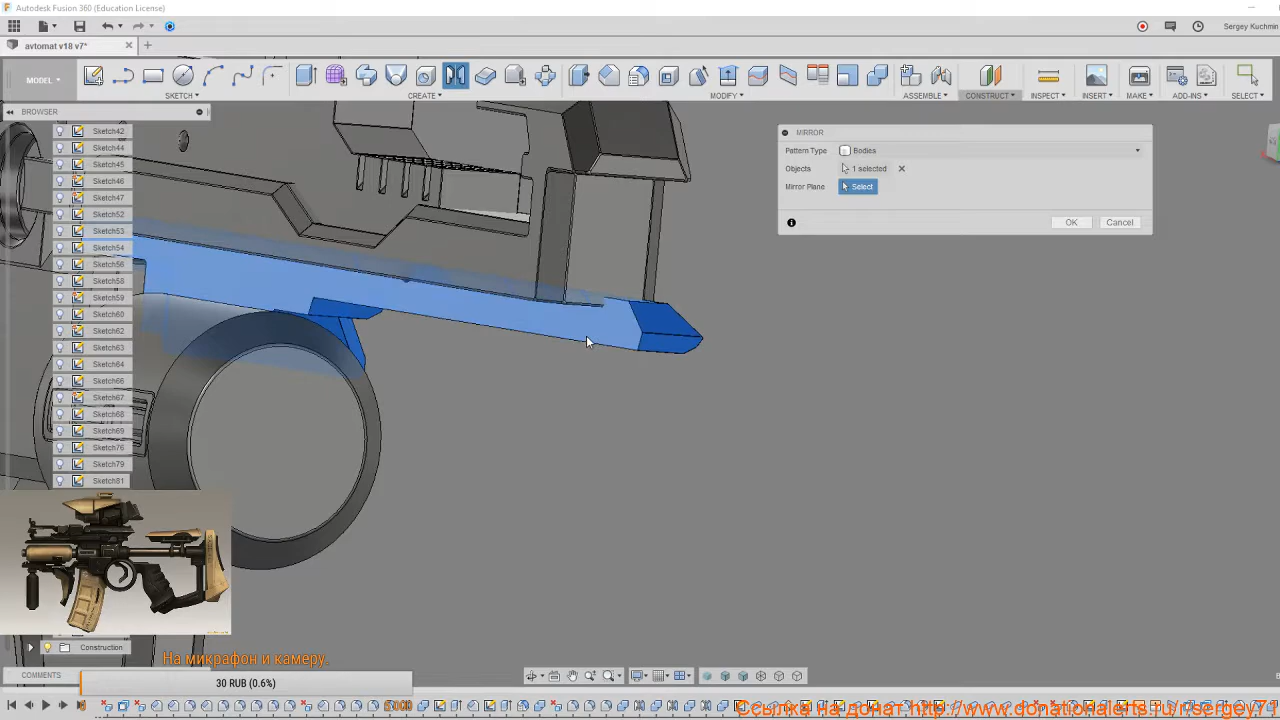 Autodesk Fusion 360 (Education License)
Sergey Kuchmin
avtomat v18 v7*
MODEL
SKETCH
CREATE
MODIFY
ASSEMBLE
CONSTRUCT
INSPECT
INSERT
MAKE
ADD-INS
SELECT
BROWSER
Sketch42
Sketch44
Sketch45
Sketch46
Sketch47
Sketch52
Sketch53
Sketch54
Sketch56
Sketch58
Sketch59
Sketch60
Sketch62
Sketch63
Sketch64
Sketch66
Sketch67
Sketch68
Sketch69
Sketch76
Sketch79
Sketch81
MIRROR
Pattern Type Bodies
Objects 1 selected
Mirror Plane Select
OK Cancel
Construction
На микрофон и камеру.
COMMENTS
30 RUB (0.6%)
Ссылка на донат:http://www.donationalerts.ru/r/sergey71